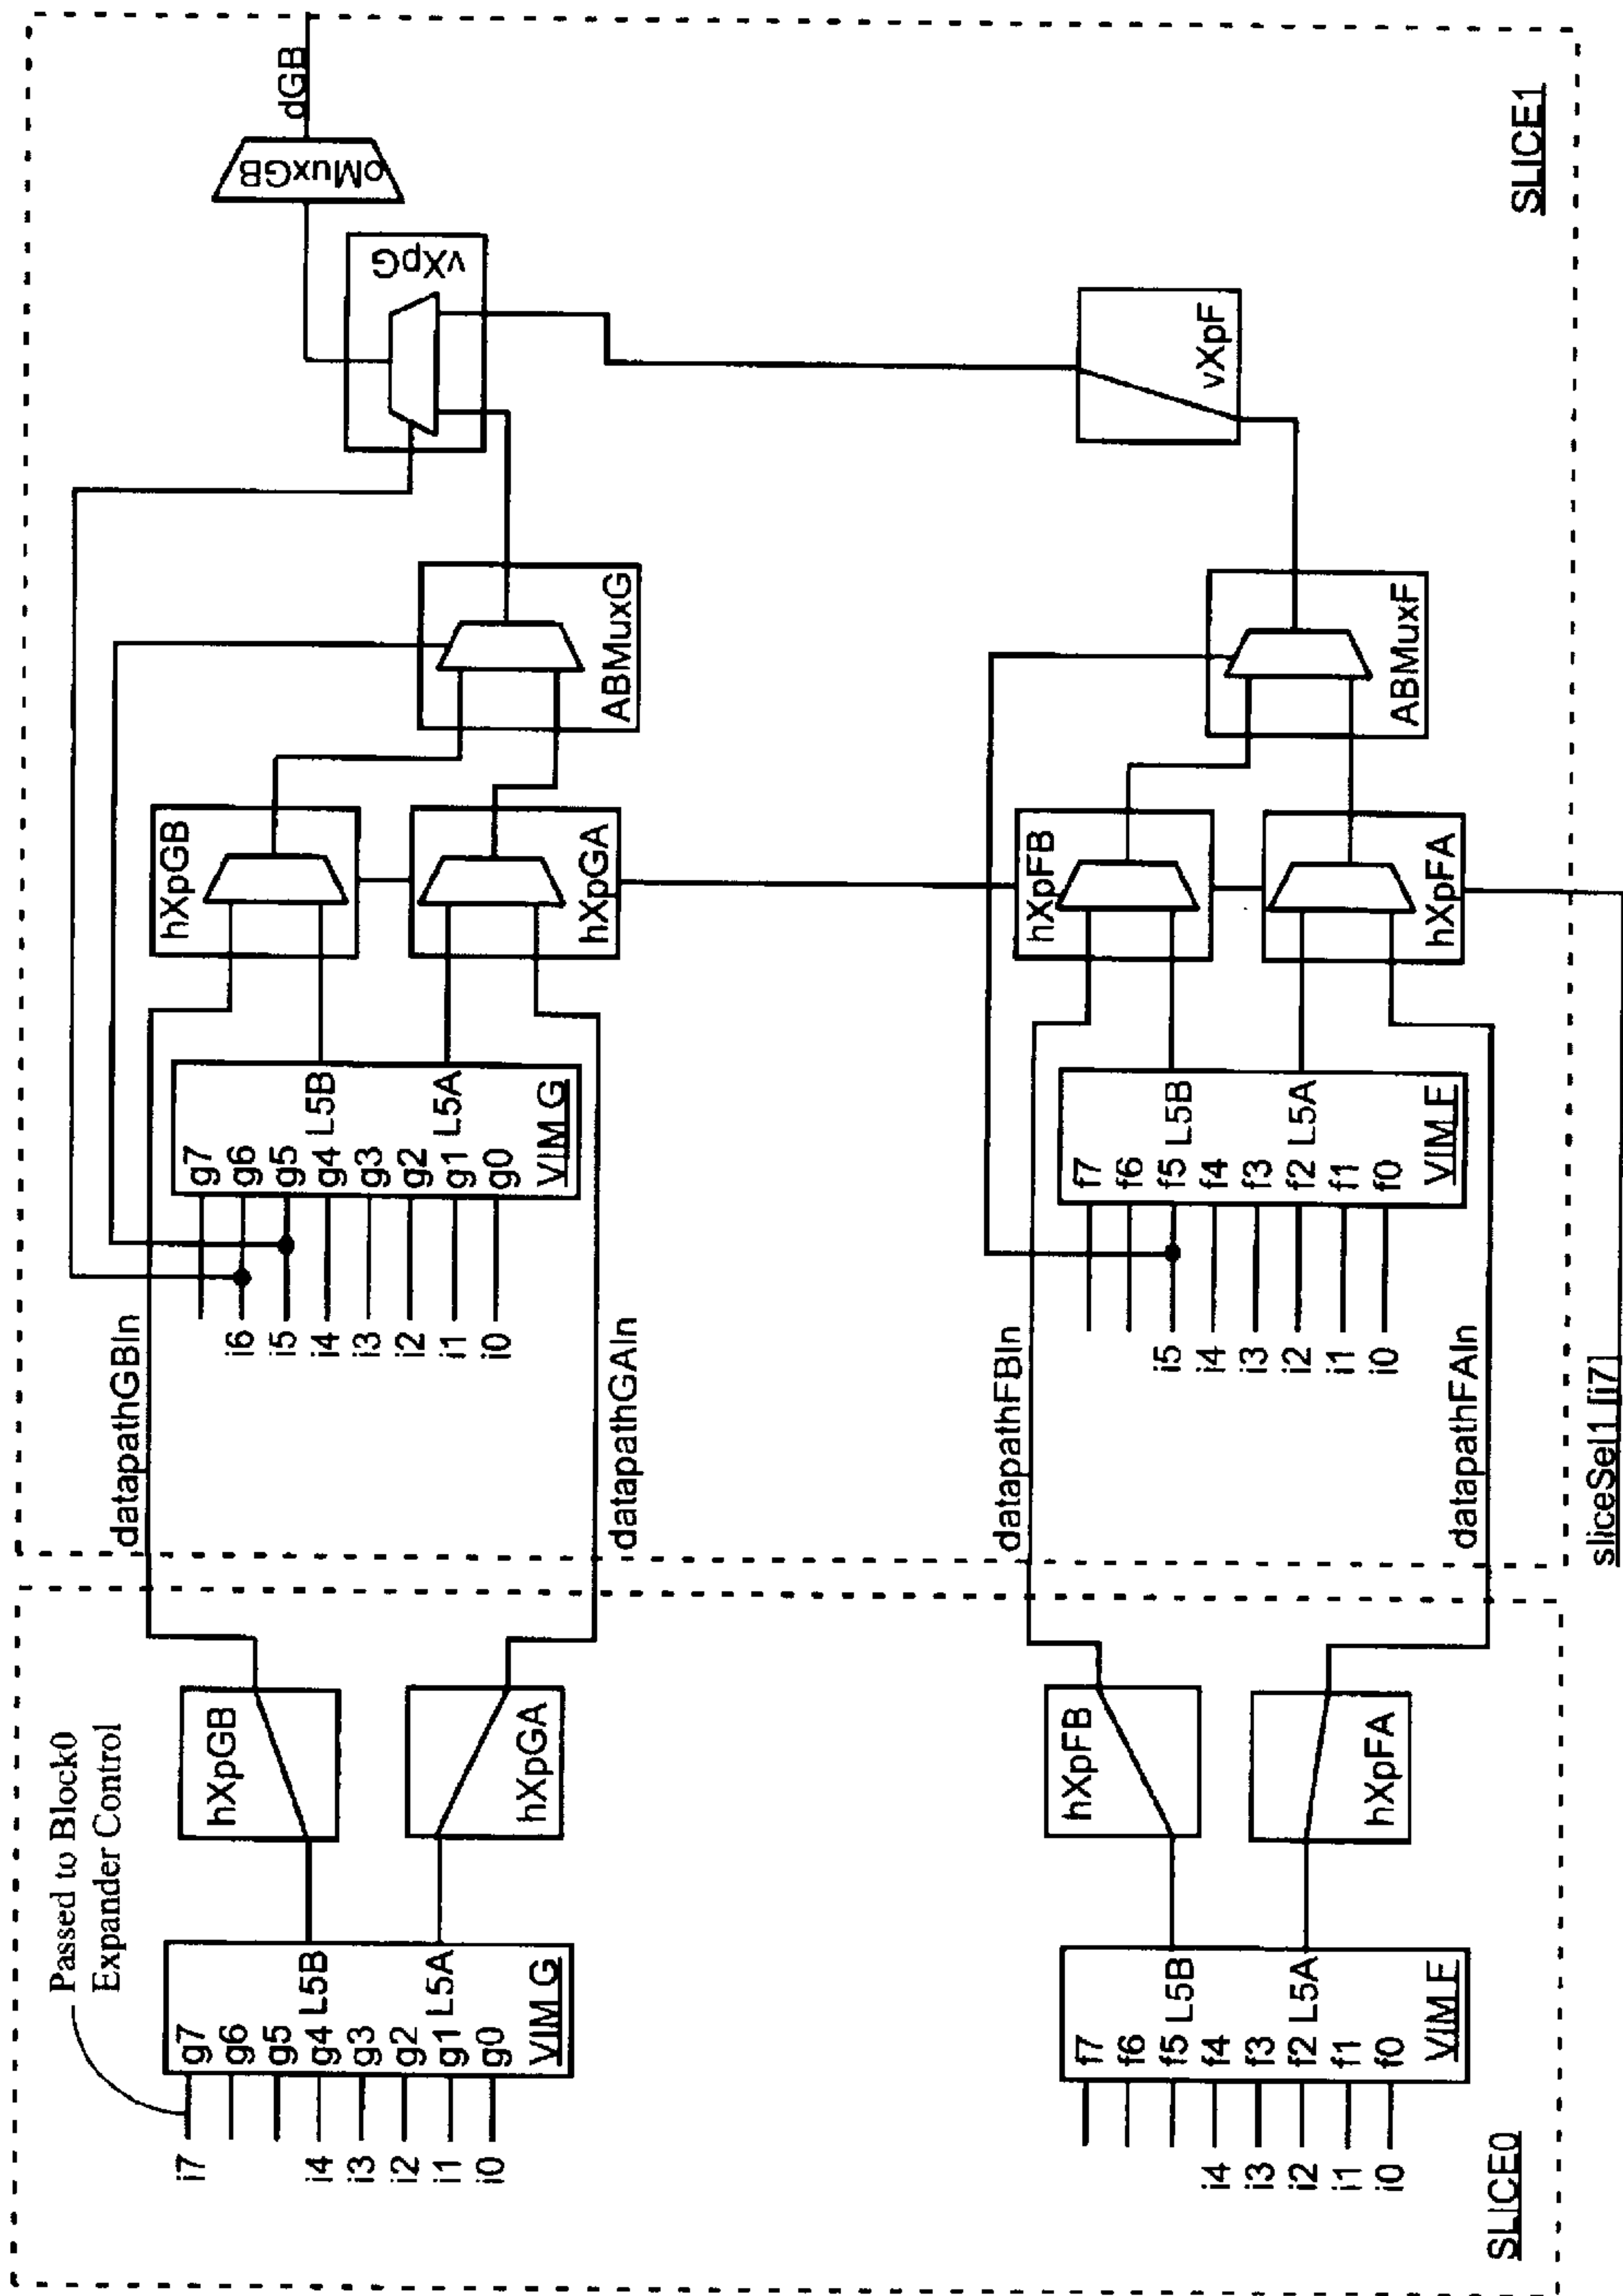 Passed to Block0
Expander Control
i7
i4
i3
i2
i1
i0
g7
g6
g5
g4
g3
g2
g1
g0
L5B
L5A
VIM G
hXpGB
hXpGA
i4
i3
i2
i1
i0
f7
f6
f5
f4
f3
f2
f1
f0
L5B
L5A
VIM F
hXpFB
hXpFA
SLICE0
datapathGBIn
datapathGAIn
datapathFBIn
datapathFAIn
i6
i5
i4
i3
i2
i1
i0
g7
g6
g5
g4
g3
g2
g1
g0
L5B
L5A
VIM G
hXpGB
hXpGA
ABMuxG
vXpG
oMuxGB
dGB
i5
i4
i3
i2
i1
i0
f7
f6
f5
f4
f3
f2
f1
f0
L5B
L5A
VIM F
hXpFB
hXpFA
ABMuxF
vXpF
SLICE1
sliceSel1 [i7]